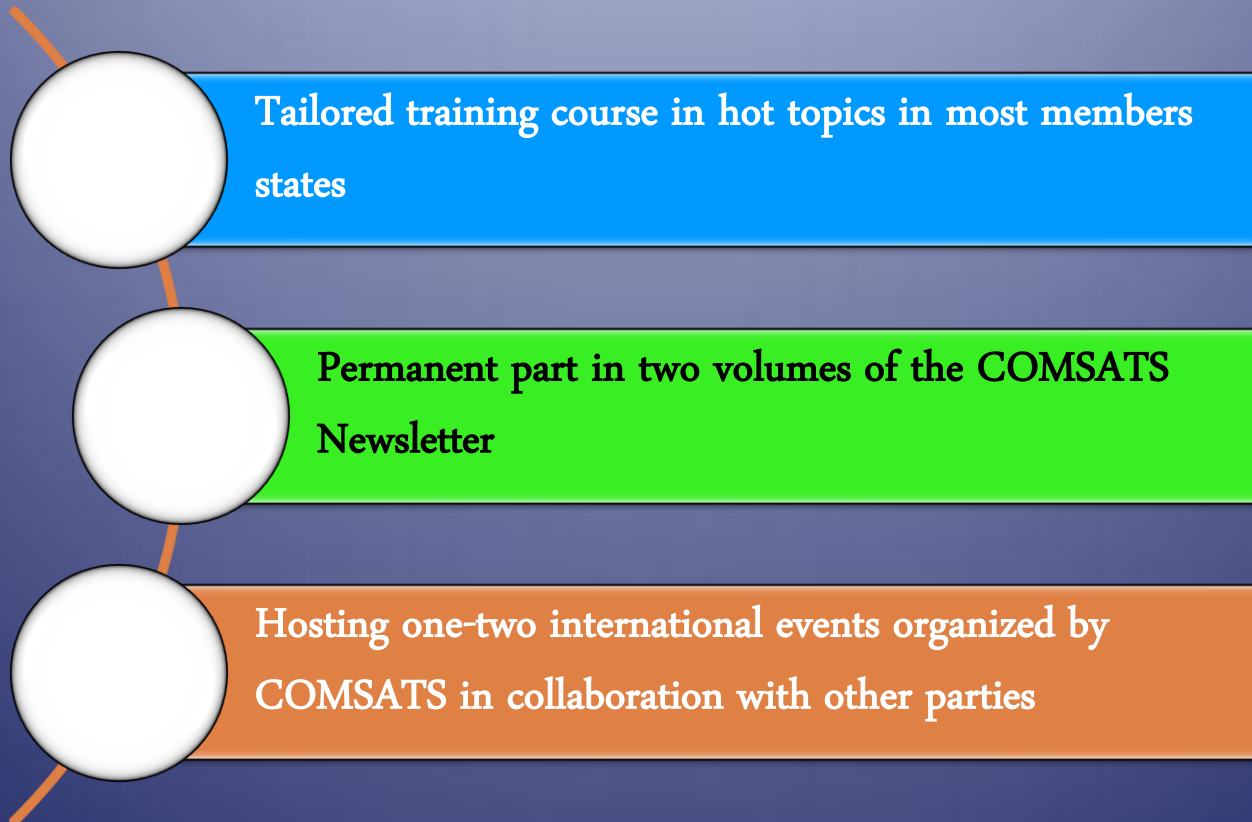 Tailored training course in hot topics in most members
states
Permanent part in two volumes of the COMSATS
Newsletter
Hosting one-two international events organized by
COMSATS in collaboration with other parties